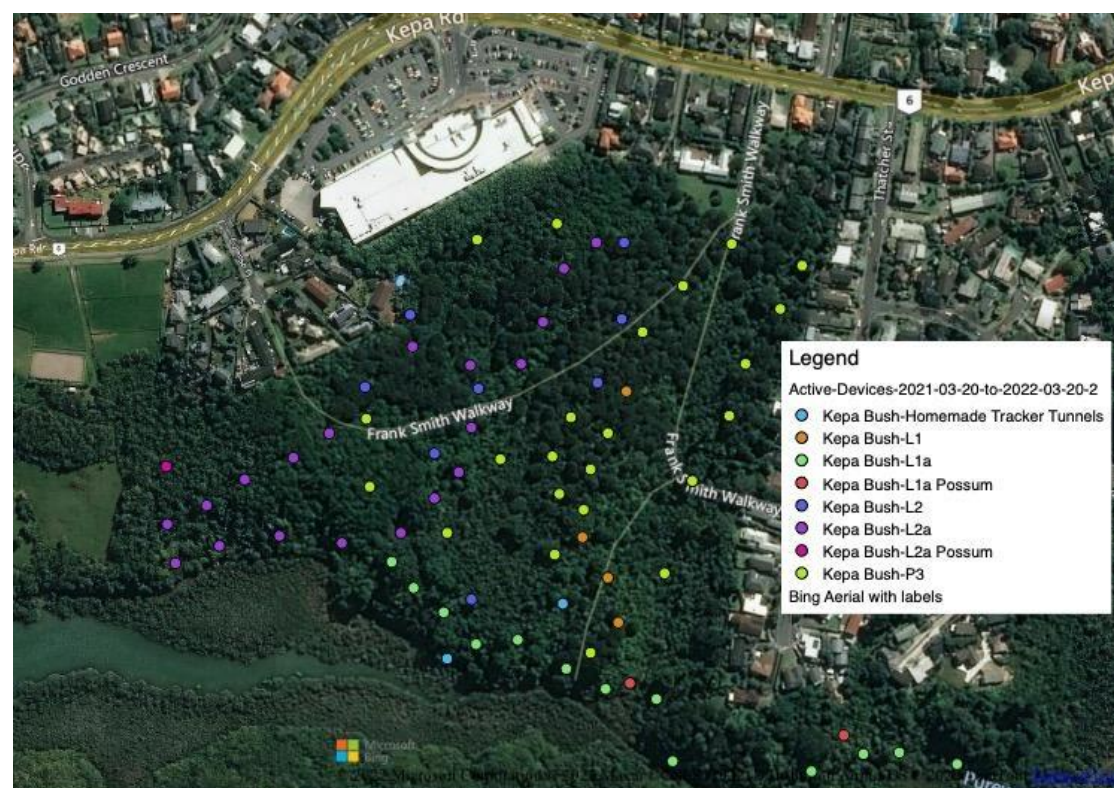 Kepa Rd
Godden Crescent
6
Kepa
Thatcher St
Frank Smith Walkway
6
Legend
Active-Devices-2021-03-20-to-2022-03-20-2
Kepa Bush-Homemade Tracker Tunnels
Kepa Bush-L1
Kepa Bush-L1a
Kepa Bush-L1a Possum
Kepa Bush-L2
Kepa Bush-L2a
Kepa Bush-L2a Possum
Kepa Bush-P3
Bing Aerial with labels
Frank Smith Walkway
Frank Smith Walkway
Microsoft
Bing